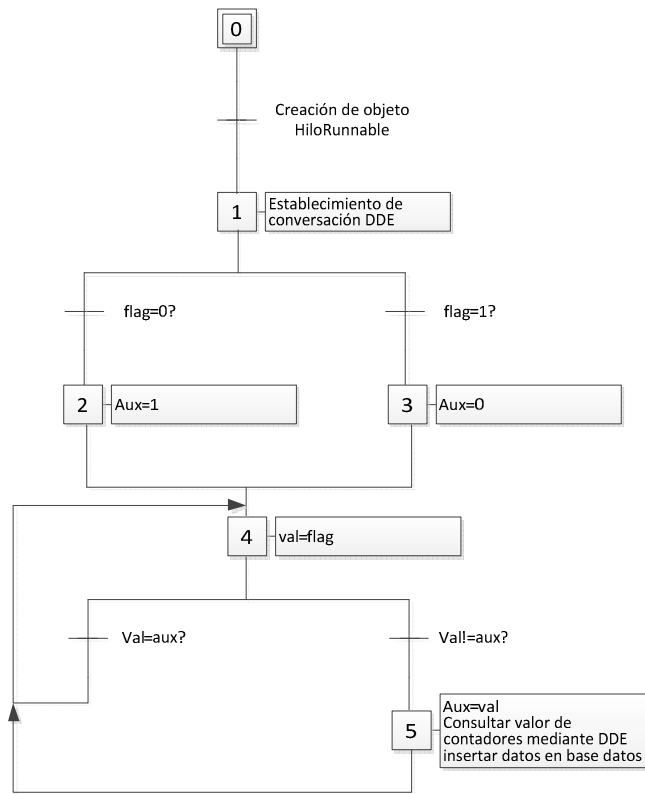 0
Creación de objeto
HiloRunnable
1
Establecimiento de
conversación DDE
flag=0?
flag=1?
2
Aux=1
3
Aux=0
4
val=flag
Val=aux?
Val!=aux?
5
Aux=val
Consultar valor de
contadores mediante DDE
insertar datos en base datos